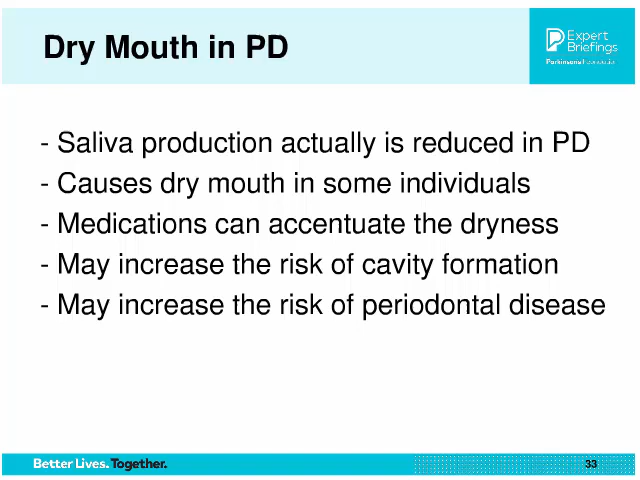 Dry Mouth in PD
Expert
Briefings
Parkinson's Foundation
- Saliva production actually is reduced in PD
- Causes dry mouth in some individuals
- Medications can accentuate the dryness
- May increase the risk of cavity formation
- May increase the risk of periodontal disease
Better Lives. Together.
33